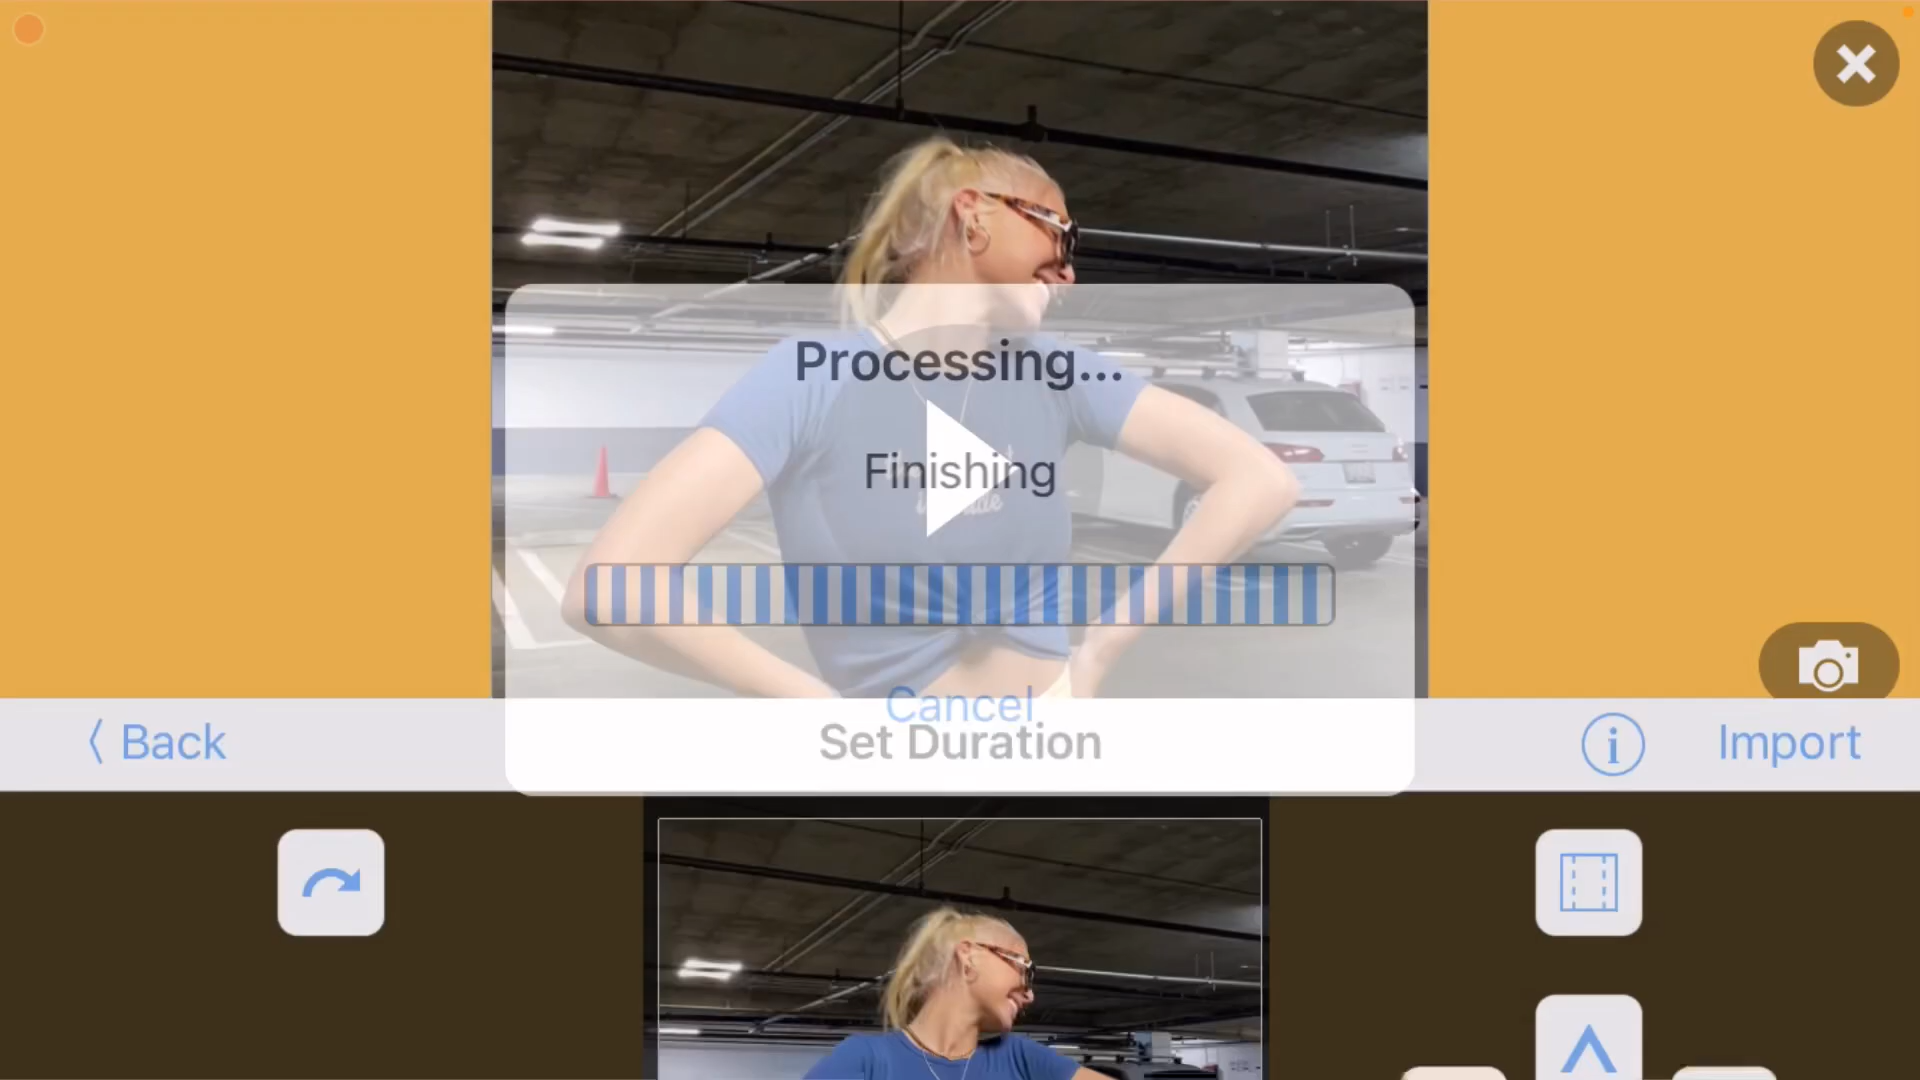 Processing...
Finishing
Cancel
Back
Set Duration
Import